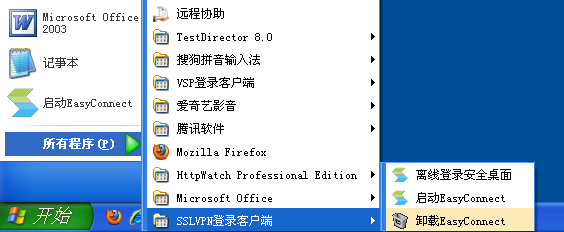 Microsoft Office
2003
记事本
启动EasyConnect
所有程序(P)
开始
远程协助
TestDirector 8.0
搜狗拼音输入法
VSP登录客户端
爱奇艺影音
腾讯软件
Mozilla Firefox
HttpWatch Professional Edition
Microsoft Office
SSLVPN登录客户端
离线登录安全桌面
启动EasyConnect
卸载EasyConnect